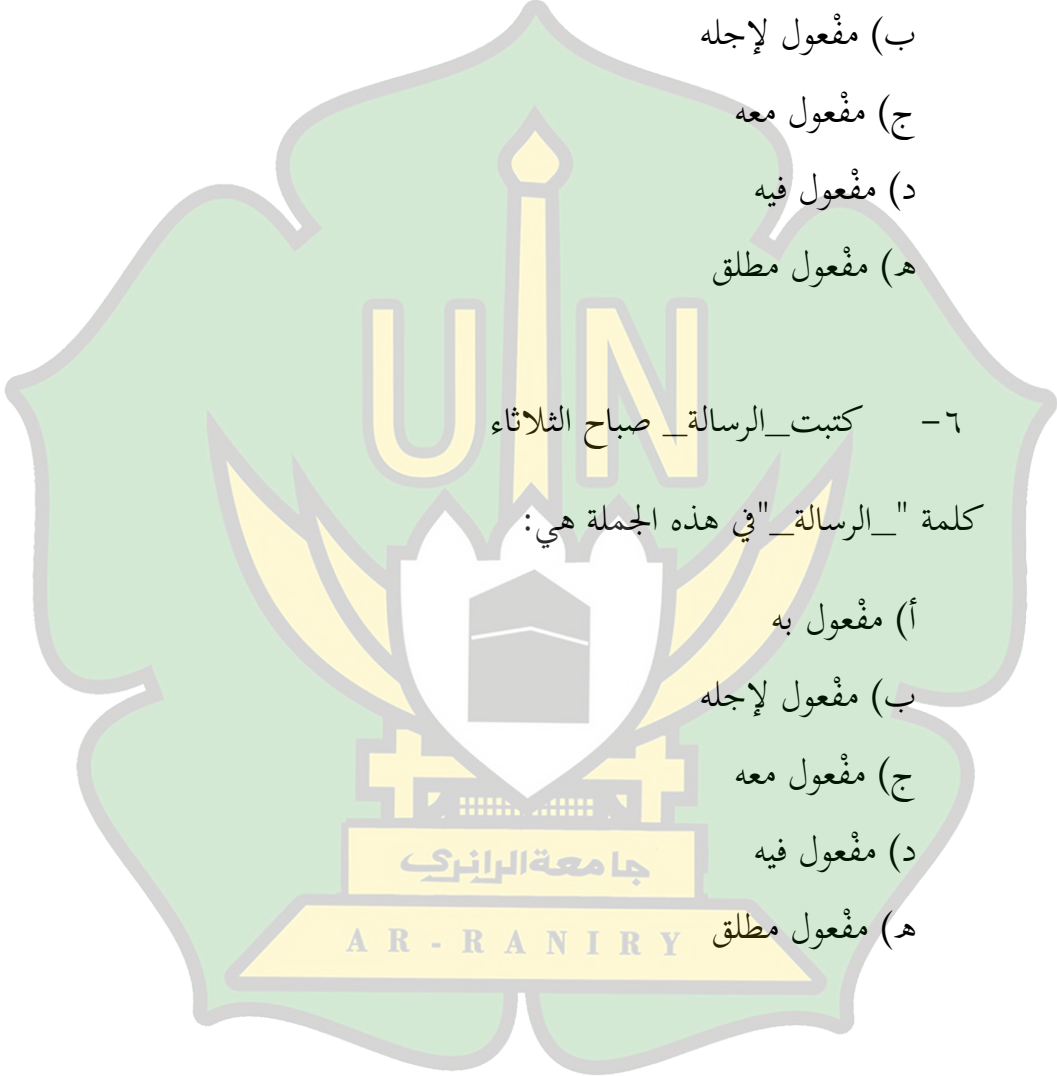 ب) مفْعول لإجله
ج) مفْعول معه
د) مفْعول فيه
ه) مفْعول مطلق
٦- كتبت_الرسالة_ صباح الثلاثاء
كلمة "_الرسالة_"في هذه الجملة هي:
أ) مفْعول به
ب) مفْعول لإجله
ج) مفْعول معه
د) مفْعول فيه
ه) مفْعول مطلق
UIN
جامعةالرانري
AR-RANIRY